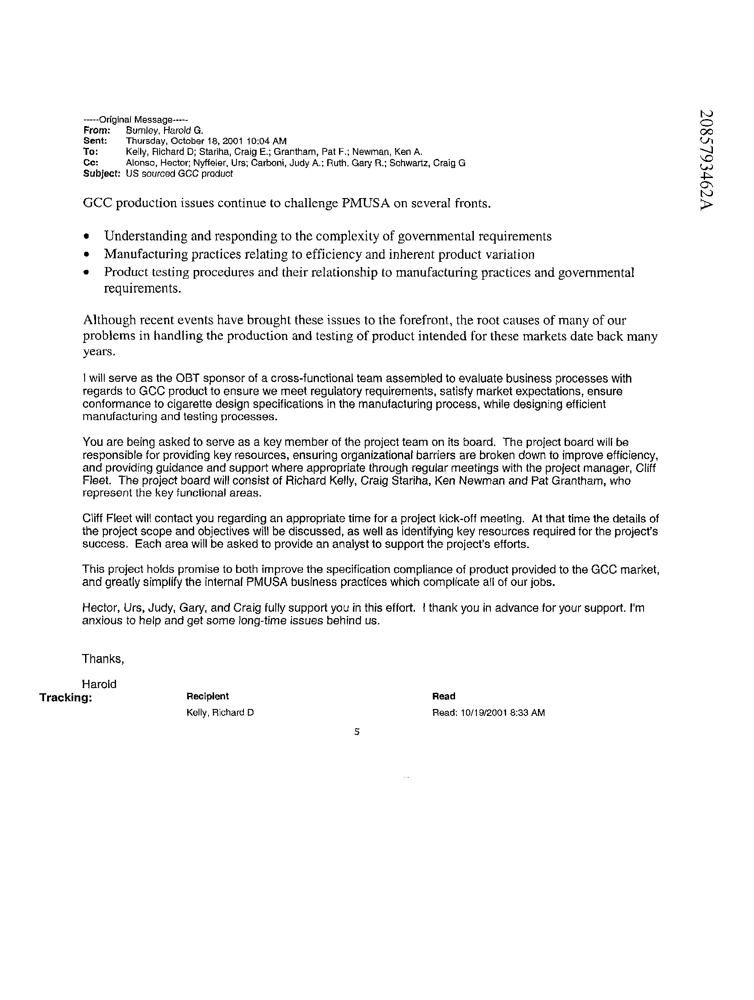 -----Original Message-----
From: Burnley, Harold G.
Sent: Thursday, October 18, 2001 10:04 AM
To: Kelly, Richard D; Stariha, Craig E.; Grantham, Pat F.; Newman, Ken A.
Cc: Alonso, Hector; Nyffeler, Urs; Carboni, Judy A.; Ruth, Gary R.; Schwartz, Craig G
Subject: US sourced GCC product
GCC production issues continue to challenge PMUSA on several fronts.
• Understanding and responding to the complexity of governmental requirements
• Manufacturing practices relating to efficiency and inherent product variation
• Product testing procedures and their relationship to manufacturing practices and governmental
requirements.
Although recent events have brought these issues to the forefront, the root causes of many of our
problems in handling the production and testing of product intended for these markets date back many
years.
I will serve as the OBT sponsor of a cross-functional team assembled to evaluate business processes with
regards to GCC product to ensure we meet regulatory requirements, satisfy market expectations, ensure
conformance to cigarette design specifications in the manufacturing process, while designing efficient
manufacturing and testing processes.
You are being asked to serve as a key member of the project team on its board. The project board will be
responsible for providing key resources, ensuring organizational barriers are broken down to improve efficiency,
and providing guidance and support where appropriate through regular meetings with the project manager, Cliff
Fleet. The project board will consist of Richard Kelly, Craig Stariha, Ken Newman and Pat Grantham, who
represent the key functional areas.
Cliff Fleet will contact you regarding an appropriate time for a project kick-off meeting. At that time the details of
the project scope and objectives will be discussed, as well as identifying key resources required for the project's
success. Each area will be asked to provide an analyst to support the project's efforts.
This project holds promise to both improve the specification compliance of product provided to the GCC market,
and greatly simplify the internal PMUSA business practices which complicate all of our jobs.
Hector, Urs, Judy, Gary, and Craig fully support you in this effort. I thank you in advance for your support. I'm
anxious to help and get some long-time issues behind us.
Thanks,
Harold
Tracking: Recipient Read
Kelly, Richard D Read: 10/19/2001 8:33 AM
5
2085793462A